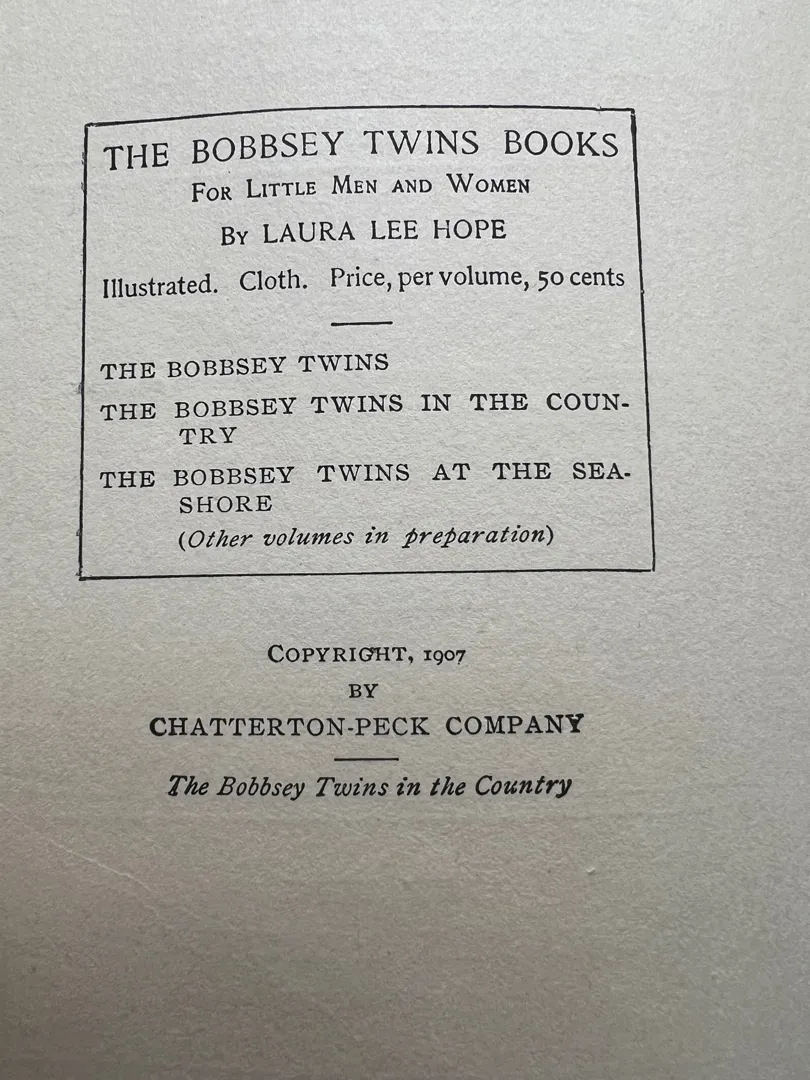 THE BOBBSEY TWINS BOOKS
FOR LITTLE MEN AND WOMEN
BY LAURA LEE HOPE
Illustrated. Cloth. Price, per volume, 50 cents
THE BOBBSEY TWINS
THE BOBBSEY TWINS IN THE COUN-
TRY
THE BOBBSEY TWINS AT THE SEA-
SHORE
(Other volumes in preparation)
COPYRIGHT, 1907
BY
CHATTERTON-PECK COMPANY
The Bobbsey Twins in the Country